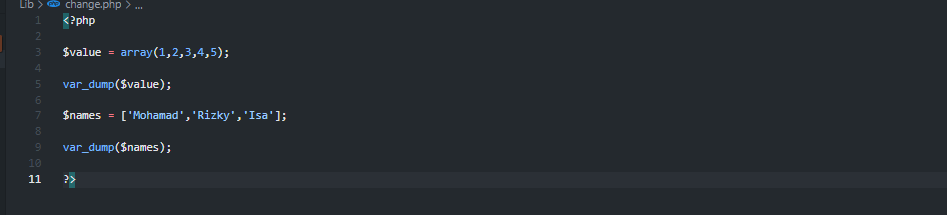 Lib > change.php > ...
1 <?php
2
3 $value = array(1,2,3,4,5);
4
5 var_dump($value);
6
7 $names = ['Mohamad','Rizky','Isa'];
8
9 var_dump($names);
10
11 ?>